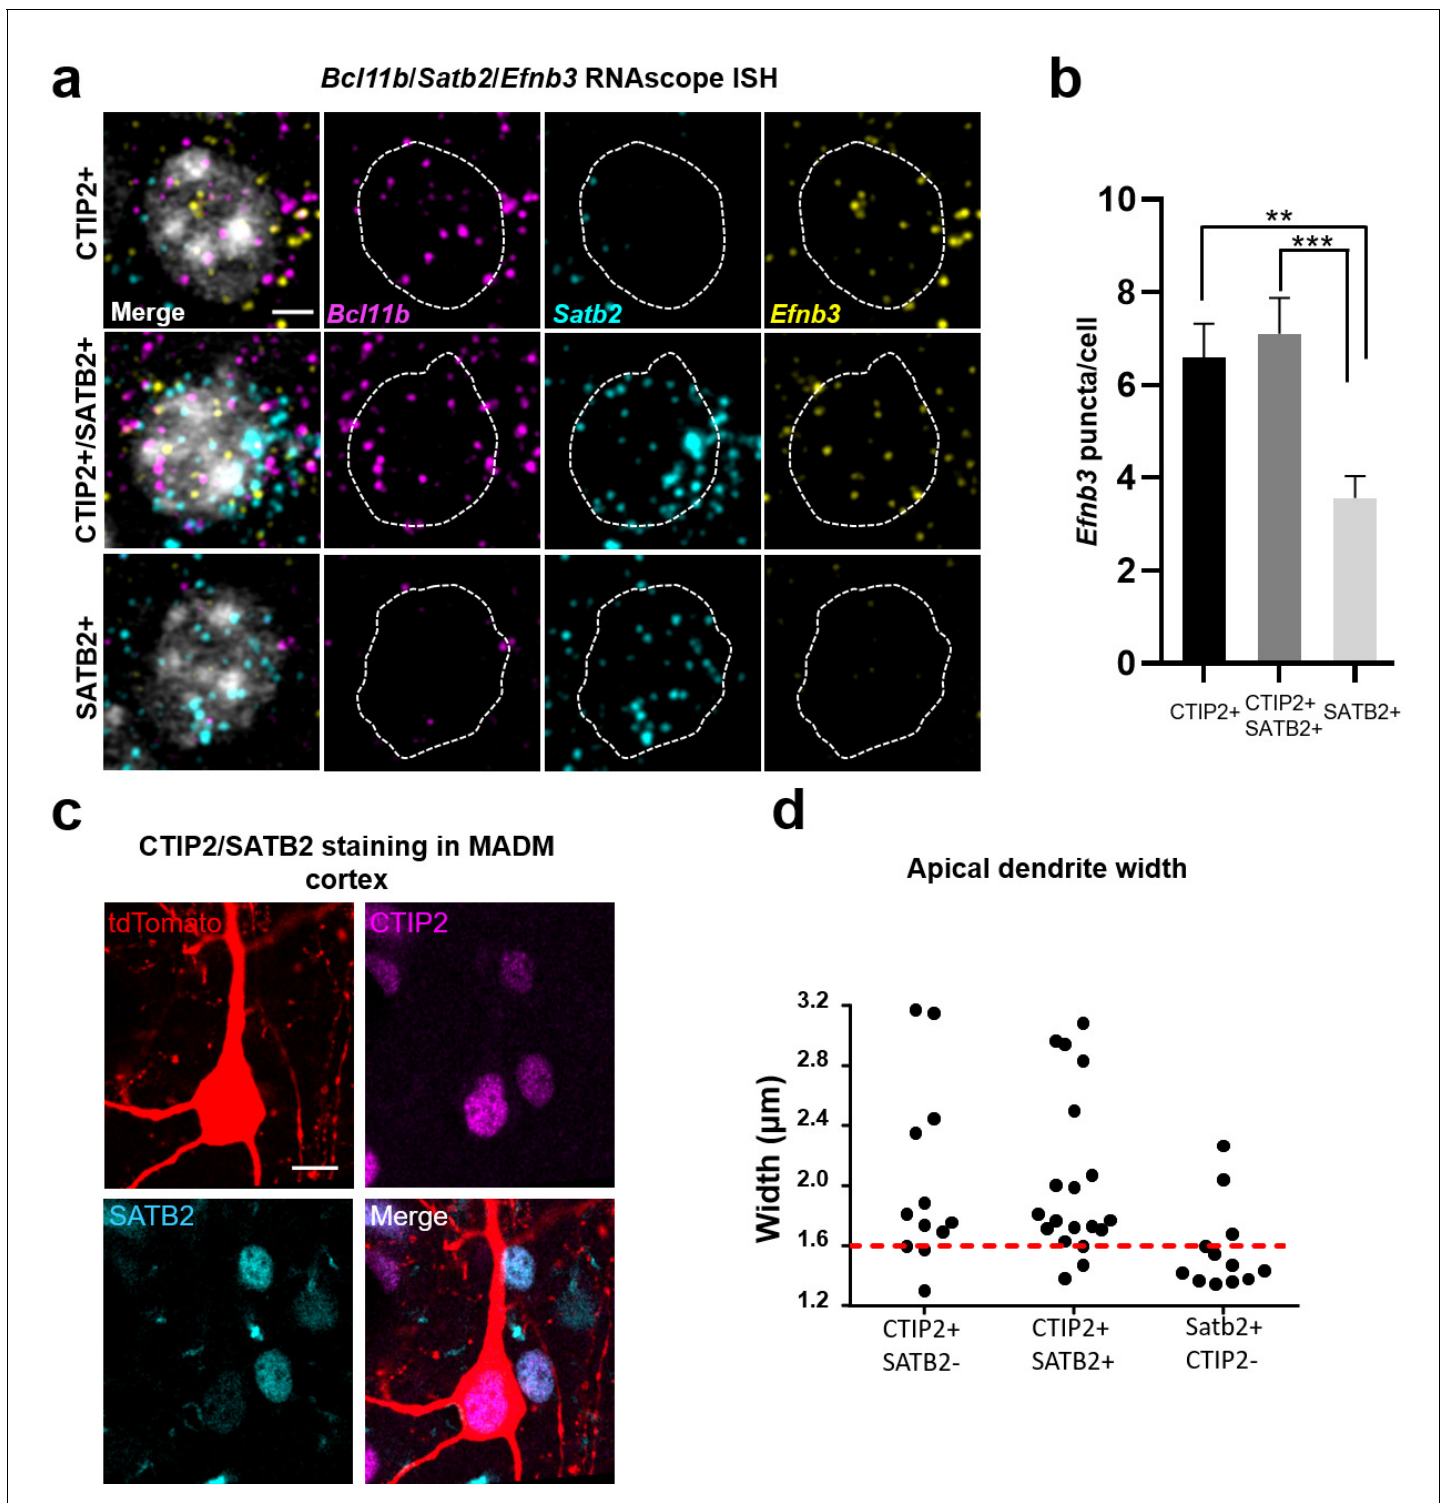 a
Bcl11b/Satb2/Efnb3 RNAscope ISH
CTIP2+
Merge
Bcl11b
Satb2
Efnb3
CTIP2+/SATB2+
SATB2+
b
Efnb3 puncta/cell
10
8
6
4
2
0
**
***
CTIP2+
CTIP2+
SATB2+
SATB2+
c
CTIP2/SATB2 staining in MADM
cortex
tdTomato
CTIP2
SATB2
Merge
d
Apical dendrite width
Width (μm)
3.2
2.8
2.4
2.0
1.6
1.2
CTIP2+
SATB2-
CTIP2+
SATB2+
Satb2+
CTIP2-